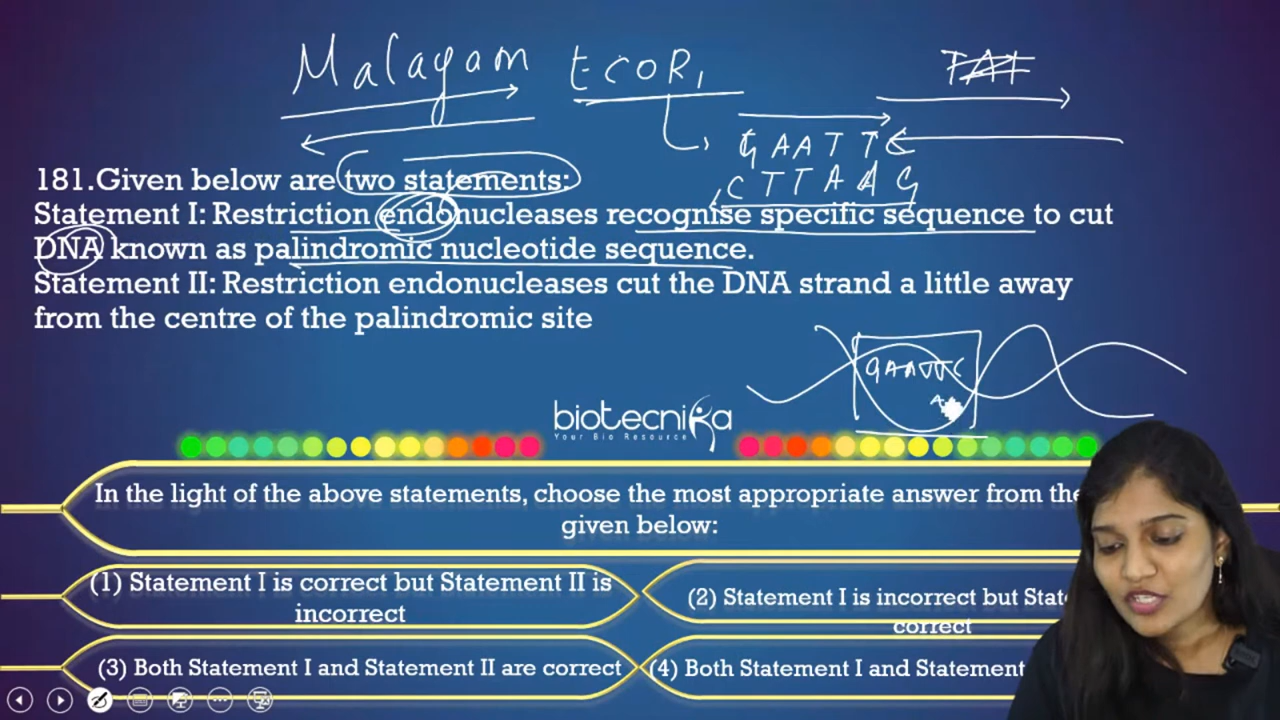 Malayam ECORI TAT
GAATTC
CTTAAG
181.Given below are two statements:
Statement I: Restriction endonucleases recognise specific sequence to cut
DNA known as palindromic nucleotide sequence.
Statement II: Restriction endonucleases cut the DNA strand a little away
from the centre of the palindromic site
GAATTC
A
biotecnika
Your Bio Resource
In the light of the above statements, choose the most appropriate answer from the
given below:
(1) Statement I is correct but Statement II is
incorrect
(2) Statement I is incorrect but
correct
(3) Both Statement I and Statement II are correct
(4) Both Statement I and Statement